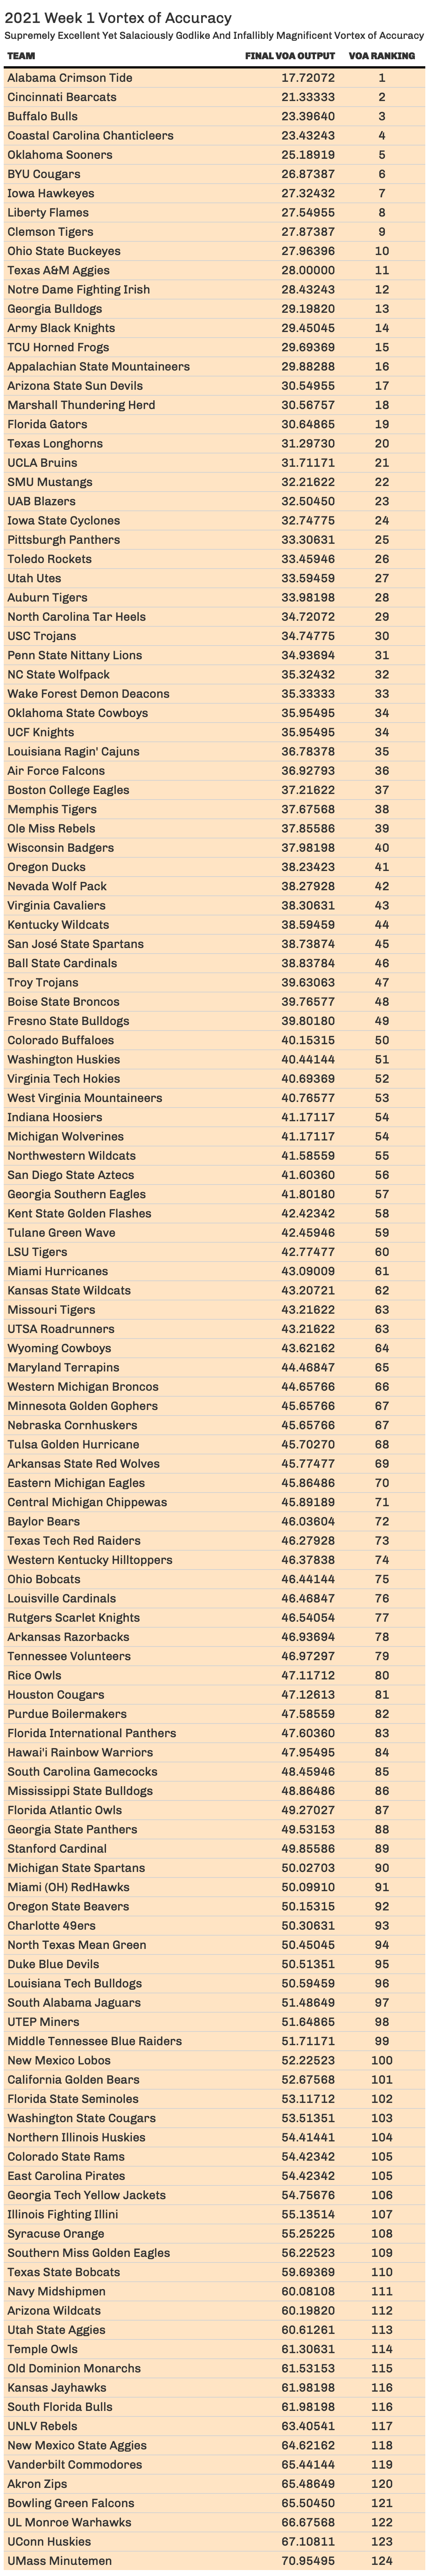 2021 Week 1 Vortex of Accuracy
Supremely Excellent Yet Salaciously Godlike And Infallibly Magnificent Vortex of Accuracy
TEAM FINAL VOA OUTPUT VOA RANKING
Alabama Crimson Tide 17.72072 1
Cincinnati Bearcats 21.33333 2
Buffalo Bulls 23.39640 3
Coastal Carolina Chanticleers 23.43243 4
Oklahoma Sooners 25.18919 5
BYU Cougars 26.87387 6
Iowa Hawkeyes 27.32432 7
Liberty Flames 27.54955 8
Clemson Tigers 27.87387 9
Ohio State Buckeyes 27.96396 10
Texas A&M Aggies 28.00000 11
Notre Dame Fighting Irish 28.43243 12
Georgia Bulldogs 29.19820 13
Army Black Knights 29.45045 14
TCU Horned Frogs 29.69369 15
Appalachian State Mountaineers 29.88288 16
Arizona State Sun Devils 30.54955 17
Marshall Thundering Herd 30.56757 18
Florida Gators 30.64865 19
Texas Longhorns 31.29730 20
UCLA Bruins 31.71171 21
SMU Mustangs 32.21622 22
UAB Blazers 32.50450 23
Iowa State Cyclones 32.74775 24
Pittsburgh Panthers 33.30631 25
Toledo Rockets 33.45946 26
Utah Utes 33.59459 27
Auburn Tigers 33.98198 28
North Carolina Tar Heels 34.72072 29
USC Trojans 34.74775 30
Penn State Nittany Lions 34.93694 31
NC State Wolfpack 35.32432 32
Wake Forest Demon Deacons 35.33333 33
Oklahoma State Cowboys 35.95495 34
UCF Knights 35.95495 34
Louisiana Ragin' Cajuns 36.78378 35
Air Force Falcons 36.92793 36
Boston College Eagles 37.21622 37
Memphis Tigers 37.67568 38
Ole Miss Rebels 37.85586 39
Wisconsin Badgers 37.98198 40
Oregon Ducks 38.23423 41
Nevada Wolf Pack 38.27928 42
Virginia Cavaliers 38.30631 43
Kentucky Wildcats 38.59459 44
San José State Spartans 38.73874 45
Ball State Cardinals 38.83784 46
Troy Trojans 39.63063 47
Boise State Broncos 39.76577 48
Fresno State Bulldogs 39.80180 49
Colorado Buffaloes 40.15315 50
Washington Huskies 40.44144 51
Virginia Tech Hokies 40.69369 52
West Virginia Mountaineers 40.76577 53
Indiana Hoosiers 41.17117 54
Michigan Wolverines 41.17117 54
Northwestern Wildcats 41.58559 55
San Diego State Aztecs 41.60360 56
Georgia Southern Eagles 41.80180 57
Kent State Golden Flashes 42.42342 58
Tulane Green Wave 42.45946 59
LSU Tigers 42.77477 60
Miami Hurricanes 43.09009 61
Kansas State Wildcats 43.20721 62
Missouri Tigers 43.21622 63
UTSA Roadrunners 43.21622 63
Wyoming Cowboys 43.62162 64
Maryland Terrapins 44.46847 65
Western Michigan Broncos 44.65766 66
Minnesota Golden Gophers 45.65766 67
Nebraska Cornhuskers 45.65766 67
Tulsa Golden Hurricane 45.70270 68
Arkansas State Red Wolves 45.77477 69
Eastern Michigan Eagles 45.86486 70
Central Michigan Chippewas 45.89189 71
Baylor Bears 46.03604 72
Texas Tech Red Raiders 46.27928 73
Western Kentucky Hilltoppers 46.37838 74
Ohio Bobcats 46.44144 75
Louisville Cardinals 46.46847 76
Rutgers Scarlet Knights 46.54054 77
Arkansas Razorbacks 46.93694 78
Tennessee Volunteers 46.97297 79
Rice Owls 47.11712 80
Houston Cougars 47.12613 81
Purdue Boilermakers 47.58559 82
Florida International Panthers 47.60360 83
Hawai'i Rainbow Warriors 47.95495 84
South Carolina Gamecocks 48.45946 85
Mississippi State Bulldogs 48.86486 86
Florida Atlantic Owls 49.27027 87
Georgia State Panthers 49.53153 88
Stanford Cardinal 49.85586 89
Michigan State Spartans 50.02703 90
Miami (OH) RedHawks 50.09910 91
Oregon State Beavers 50.15315 92
Charlotte 49ers 50.30631 93
North Texas Mean Green 50.45045 94
Duke Blue Devils 50.51351 95
Louisiana Tech Bulldogs 50.59459 96
South Alabama Jaguars 51.48649 97
UTEP Miners 51.64865 98
Middle Tennessee Blue Raiders 51.71171 99
New Mexico Lobos 52.22523 100
California Golden Bears 52.67568 101
Florida State Seminoles 53.11712 102
Washington State Cougars 53.51351 103
Northern Illinois Huskies 54.41441 104
Colorado State Rams 54.42342 105
East Carolina Pirates 54.42342 105
Georgia Tech Yellow Jackets 54.75676 106
Illinois Fighting Illini 55.13514 107
Syracuse Orange 55.25225 108
Southern Miss Golden Eagles 56.22523 109
Texas State Bobcats 59.69369 110
Navy Midshipmen 60.08108 111
Arizona Wildcats 60.19820 112
Utah State Aggies 60.61261 113
Temple Owls 61.30631 114
Old Dominion Monarchs 61.53153 115
Kansas Jayhawks 61.98198 116
South Florida Bulls 61.98198 116
UNLV Rebels 63.40541 117
New Mexico State Aggies 64.62162 118
Vanderbilt Commodores 65.44144 119
Akron Zips 65.48649 120
Bowling Green Falcons 65.50450 121
UL Monroe Warhawks 66.67568 122
UConn Huskies 67.10811 123
UMass Minutemen 70.95495 124